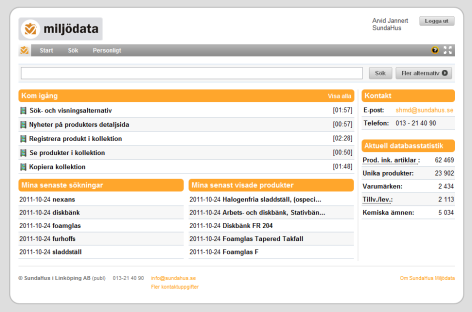 miljödata
Arvid Jannert
SundaHus
Logga ut
Start Sök Personligt
Sök Fler alternativ
Kom igång Visa alla
Sök- och visningsalternativ [01:57]
Nyheter på produkters detaljsida [00:57]
Registrera produkt i kollektion [02:28]
Se produkter i kollektion [00:50]
Kopiera kollektion [01:48]
Kontakt
E-post: shmd@sundahus.se
Telefon: 013 - 21 40 90
Aktuell databasstatistik
Prod. ink. artiklar : 62 469
Unika produkter: 23 902
Varumärken: 2 434
Tillv./lev.: 2 113
Kemiska ämnen: 5 034
Mina senaste sökningar
2011-10-24 nexans
2011-10-24 diskbänk
2011-10-24 foamglas
2011-10-24 furhoffs
2011-10-24 sladdställ
Mina senast visade produkter
2011-10-24 Halogenfria sladdställ, (ospeci...
2011-10-24 Arbets- och diskbänk, Stativbän...
2011-10-24 Diskbänk FR 204
2011-10-24 Foamglas Tapered Takfall
2011-10-24 Foamglas F
© SundaHus i Linköping AB (publ) 013-21 40 90 info@sundahus.se
Fler kontaktuppgifter
Om SundaHus Miljödata